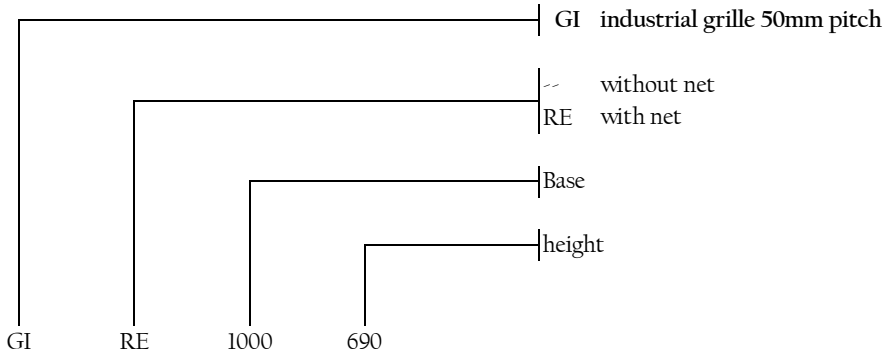 GI industrial grille 50mm pitch
-- without net
RE with net
Base
height
GI RE 1000 690